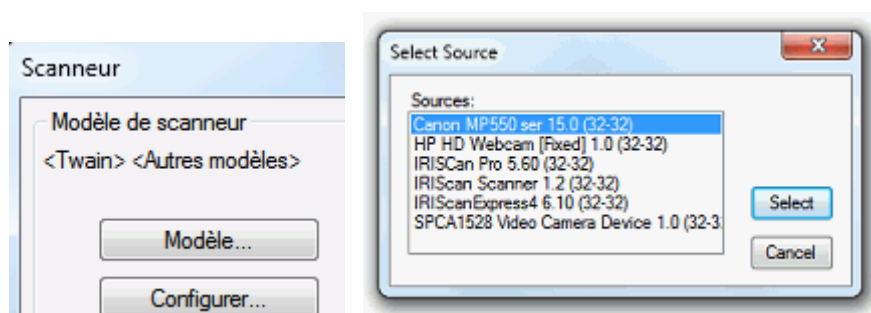 Scanneur
Modèle de scanneur
<Twain> <Autres modèles>
Modèle...
Configurer...
Select Source
Sources:
Canon MP550 ser 15.0 (32-32)
HP HD Webcam [Fixed] 1.0 (32-32)
IRISCan Pro 5.60 (32-32)
IRIScan Scanner 1.2 (32-32)
IRIScanExpress4 6.10 (32-32)
SPCA1528 Video Camera Device 1.0 (32-3
Select
Cancel